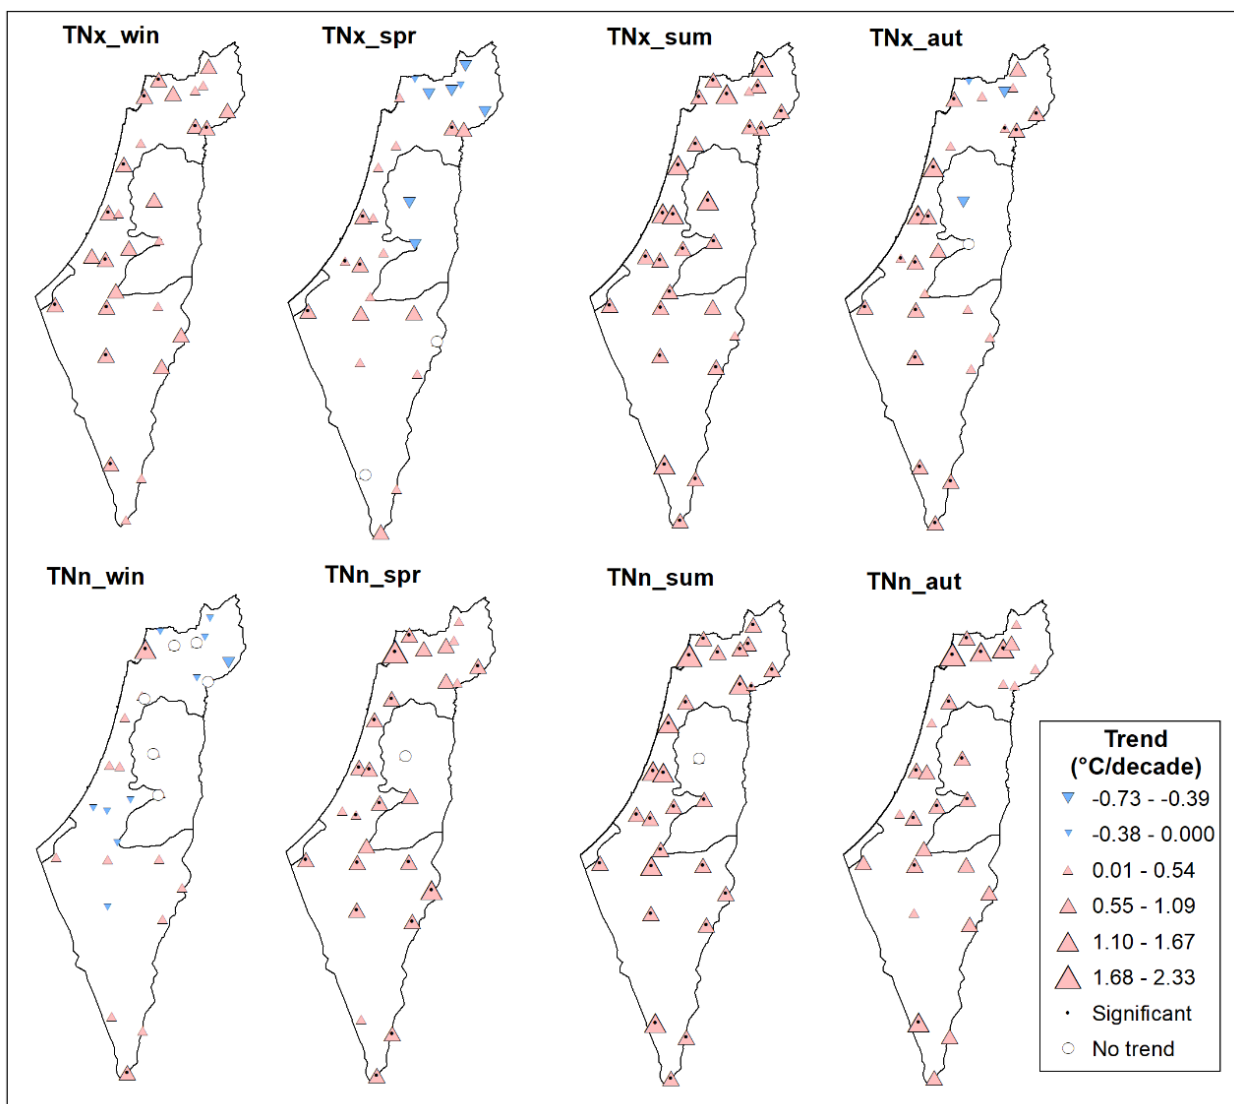 TNx_win
TNx_spr
TNx_sum
TNx_aut
TNn_win
TNn_spr
TNn_sum
TNn_aut
Trend
(°C/decade)
-0.73 - -0.39
-0.38 - 0.000
0.01 - 0.54
0.55 - 1.09
1.10 - 1.67
1.68 - 2.33
Significant
No trend